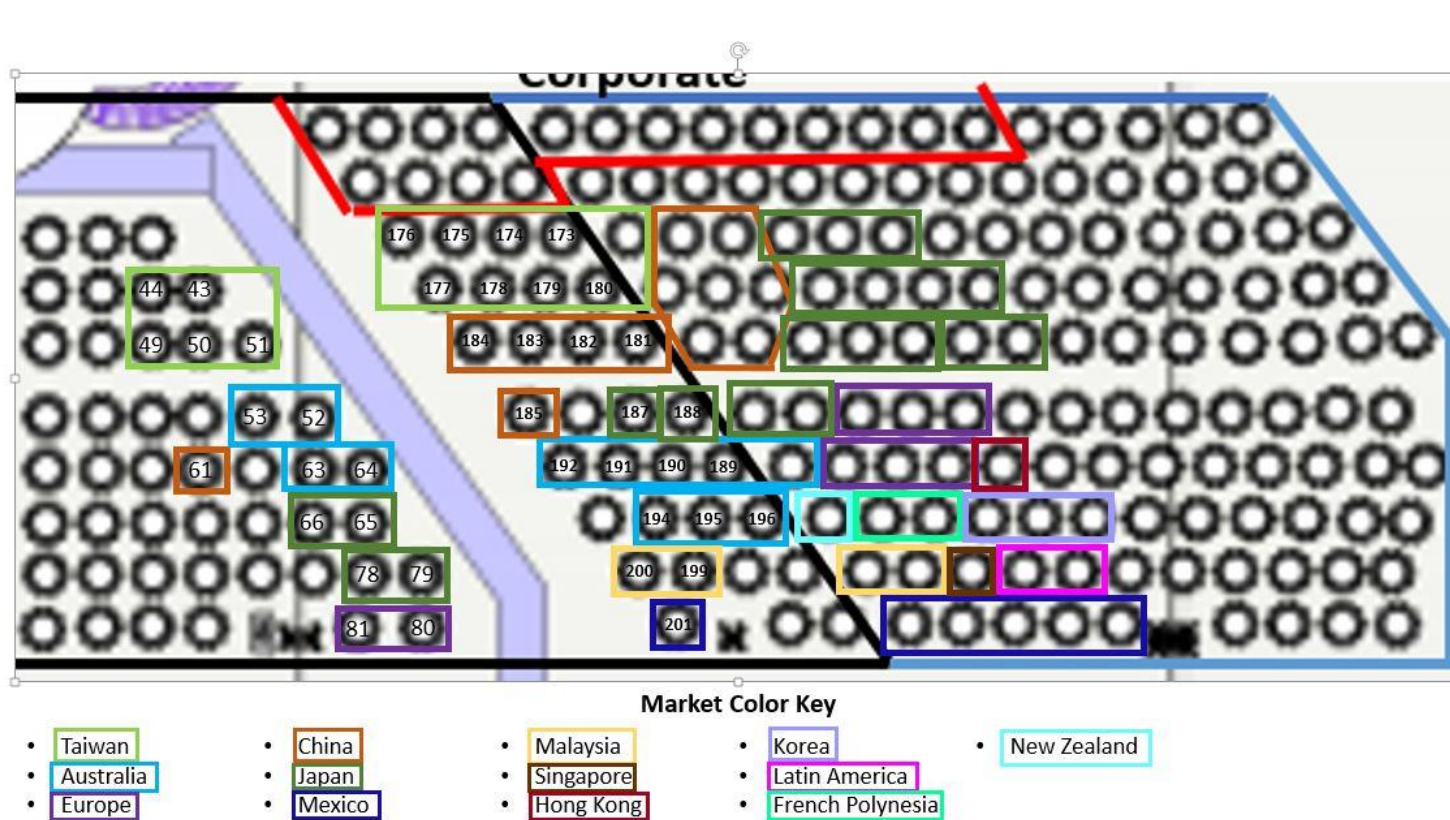 Corporate
176 175 174 173
44 43 177 178 179 180
49 50 51 184 183 182 181
53 52 185 187 188
61 63 64 192 191 190 189
66 65 194 195 196
78 79 200 199
81 80 201
Market Color Key
• Taiwan • China • Malaysia • Korea • New Zealand
• Australia • Japan • Singapore • Latin America
• Europe • Mexico • Hong Kong • French Polynesia